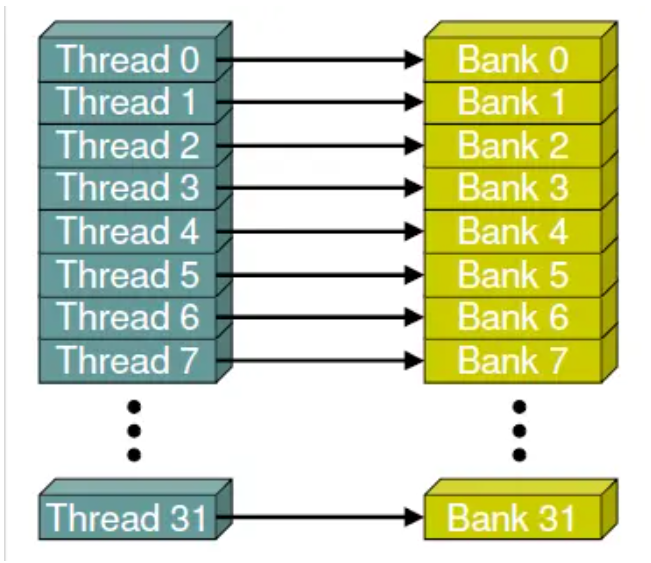 Thread 0 Bank 0
Thread 1 Bank 1
Thread 2 Bank 2
Thread 3 Bank 3
Thread 4 Bank 4
Thread 5 Bank 5
Thread 6 Bank 6
Thread 7 Bank 7
Thread 31 Bank 31